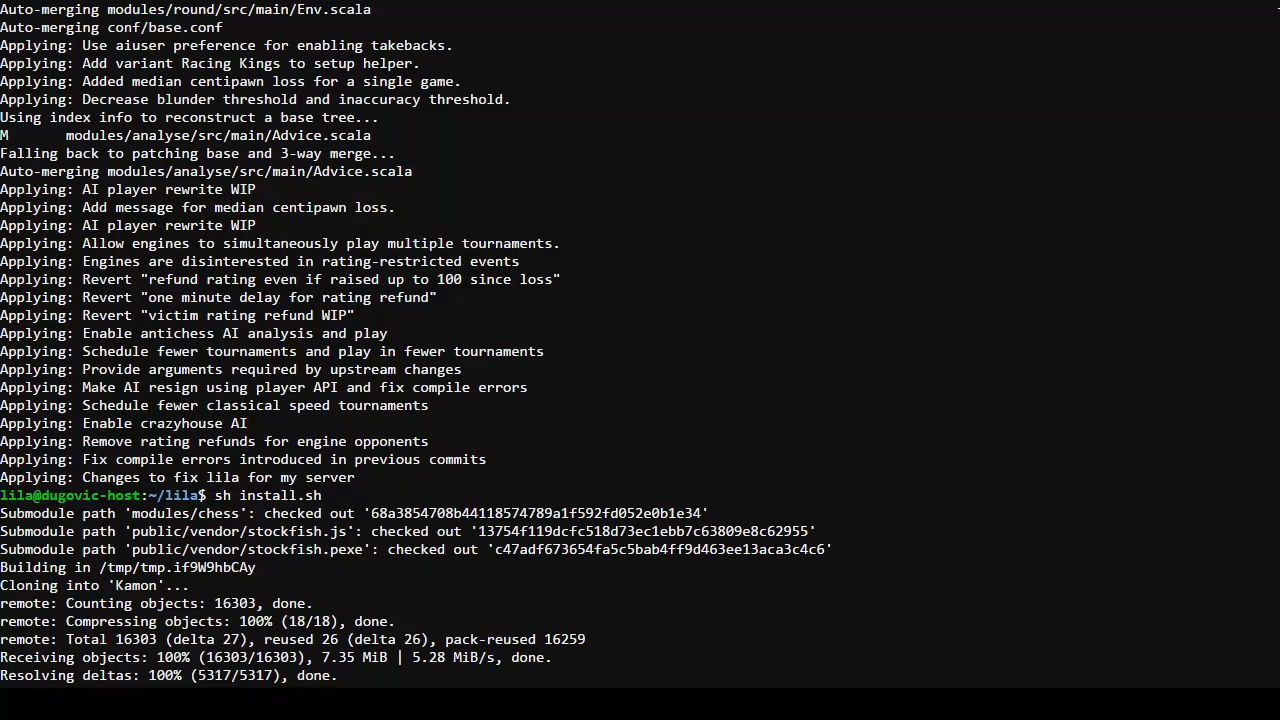 Auto-merging modules/round/src/main/Env.scala
Auto-merging conf/base.conf
Applying: Use aiuser preference for enabling takebacks.
Applying: Add variant Racing Kings to setup helper.
Applying: Added median centipawn loss for a single game.
Applying: Decrease blunder threshold and inaccuracy threshold.
Using index info to reconstruct a base tree...
M       modules/analyse/src/main/Advice.scala
Falling back to patching base and 3-way merge...
Auto-merging modules/analyse/src/main/Advice.scala
Applying: AI player rewrite WIP
Applying: Add message for median centipawn loss.
Applying: AI player rewrite WIP
Applying: Allow engines to simultaneously play multiple tournaments.
Applying: Engines are disinterested in rating-restricted events
Applying: Revert "refund rating even if raised up to 100 since loss"
Applying: Revert "one minute delay for rating refund"
Applying: Revert "victim rating refund WIP"
Applying: Enable antichess AI analysis and play
Applying: Schedule fewer tournaments and play in fewer tournaments
Applying: Provide arguments required by upstream changes
Applying: Make AI resign using player API and fix compile errors
Applying: Schedule fewer classical speed tournaments
Applying: Enable crazyhouse AI
Applying: Remove rating refunds for engine opponents
Applying: Fix compile errors introduced in previous commits
Applying: Changes to fix lila for my server
lila@dugovic-host:~/lila$ sh install.sh
Submodule path 'modules/chess': checked out '68a3854708b44118574789a1f592fd052e0b1e34'
Submodule path 'public/vendor/stockfish.js': checked out '13754f119dcfc518d73ec1ebb7c63809e8c62955'
Submodule path 'public/vendor/stockfish.pexe': checked out 'c47adf673654fa5c5bab4ff9d463ee13aca3c4c6'
Building in /tmp/tmp.if9W9hbCAy
Cloning into 'Kamon'...
remote: Counting objects: 16303, done.
remote: Compressing objects: 100% (18/18), done.
remote: Total 16303 (delta 27), reused 26 (delta 26), pack-reused 16259
Receiving objects: 100% (16303/16303), 7.35 MiB | 5.28 MiB/s, done.
Resolving deltas: 100% (5317/5317), done.